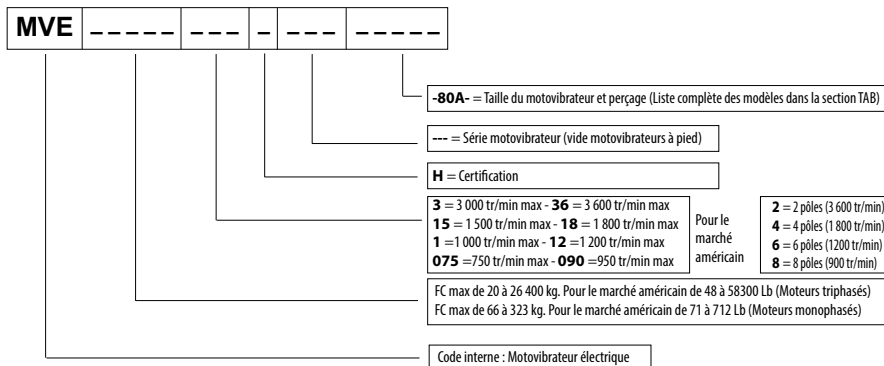 MVE _ _ _ _ _ _ _ _ _ _ _ _ _ _ _ _ _
-80A- = Taille du motovibrateur et perçage (Liste complète des modèles dans la section TAB)
--- = Série motovibrateur (vide motovibrateurs à pied)
H = Certification
3 = 3 000 tr/min max - 36 = 3 600 tr/min max
15 = 1 500 tr/min max - 18 = 1 800 tr/min max
1 =1 000 tr/min max - 12 =1 200 tr/min max
075 =750 tr/min max - 090 =950 tr/min max
Pour le
marché
américain
2 = 2 pôles (3 600 tr/min)
4 = 4 pôles (1 800 tr/min)
6 = 6 pôles (1200 tr/min)
8 = 8 pôles (900 tr/min)
FC max de 20 à 26 400 kg. Pour le marché américain de 48 à 58300 Lb (Moteurs triphasés)
FC max de 66 à 323 kg. Pour le marché américain de 71 à 712 Lb (Moteurs monophasés)
Code interne : Motovibrateur électrique